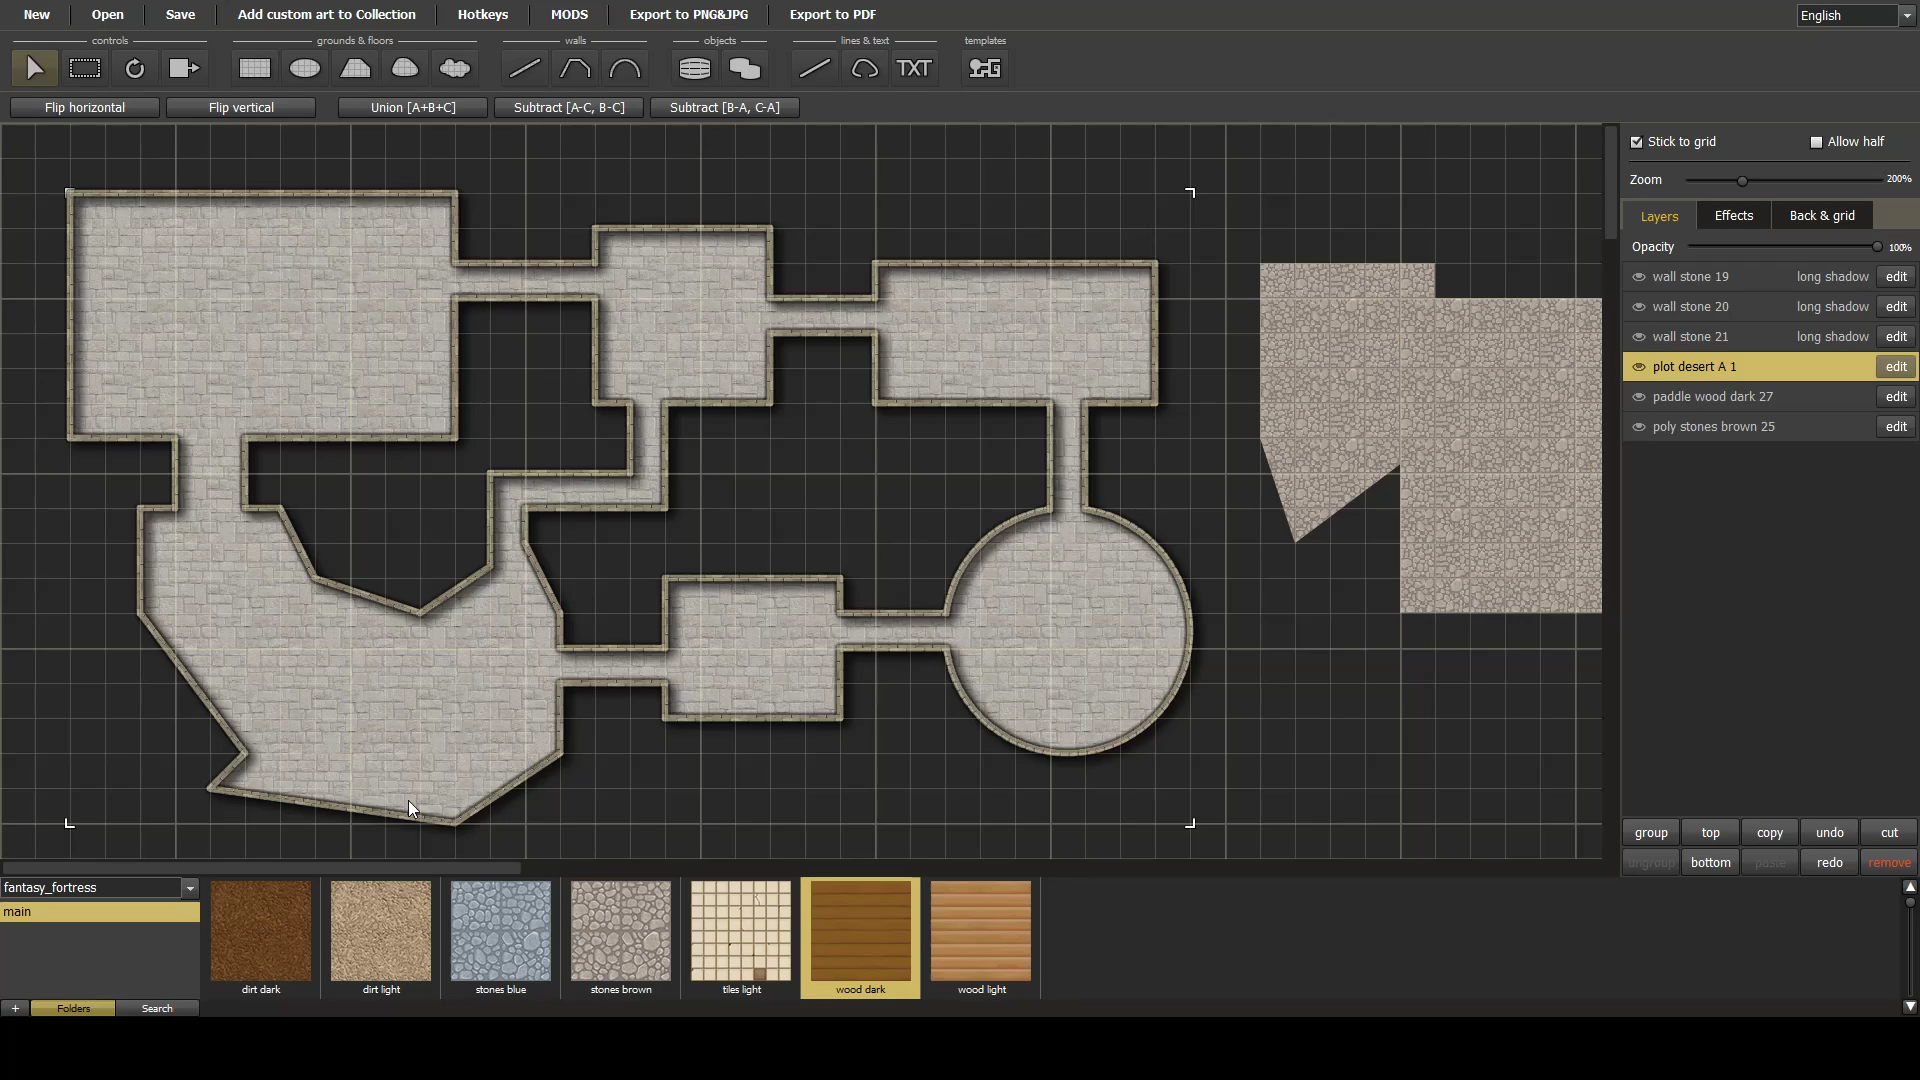 New Open Save Add custom art to Collection Hotkeys MODS Export to PNG&JPG Export to PDF English
controls grounds & floors walls objects lines & text templates
TXT
Flip horizontal Flip vertical Union [A+B+C] Subtract [A-C, B-C] Subtract [B-A, C-A]
Stick to grid Allow half
Zoom 200%
Layers Effects Back & grid
Opacity 100%
wall stone 19 long shadow edit
wall stone 20 long shadow edit
wall stone 21 long shadow edit
plot desert A 1 edit
paddle wood dark 27 edit
poly stones brown 25 edit
group top copy undo cut
ungroup bottom paste redo remove
fantasy_fortress
main
dirt dark dirt light stones blue stones brown tiles light wood dark wood light
+ Folders Search